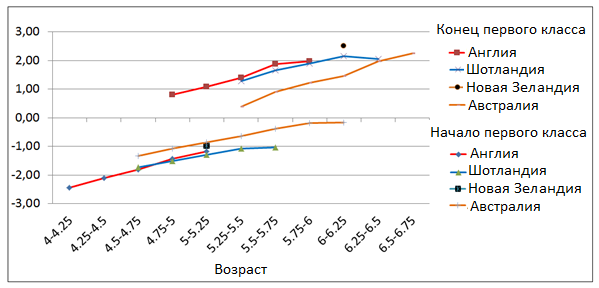 3,00
2,00
1,00
0,00
-1,00
-2,00
-3,00
4-4.25
4.25-4.5
4.5-4.75
4.75-5
5-5.25
5.25-5.5
5.5-5.75
5.75-6
6-6.25
6.25-6.5
6.5-6.75
Возраст
Конец первого класса
Англия
Шотландия
Новая Зеландия
Австралия
Начало первого класса
Англия
Шотландия
Новая Зеландия
Австралия